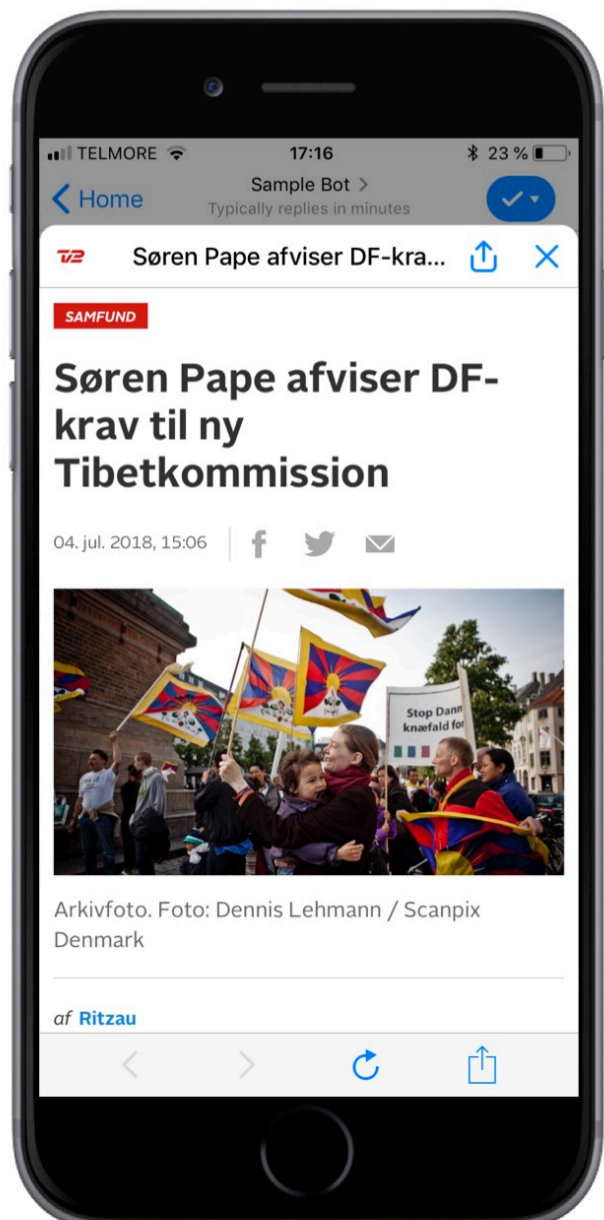 TELMORE 17:16 23 %
Home Sample Bot
Typically replies in minutes
TV2 Søren Pape afviser DF-kra...
SAMFUND
Søren Pape afviser DF-
krav til ny
Tibetkommission
04. jul. 2018, 15:06
Stop Dann
knæfald for
Arkivfoto. Foto: Dennis Lehmann / Scanpix
Denmark
af Ritzau